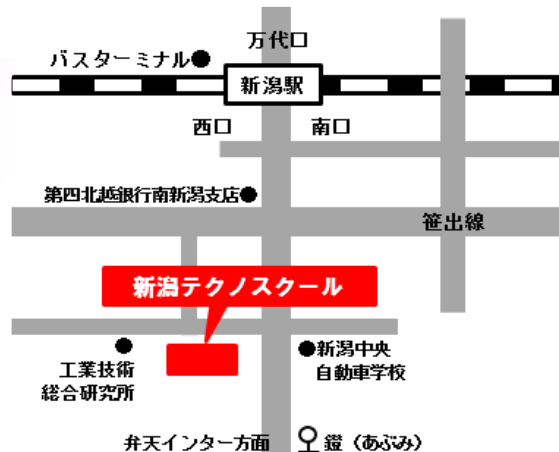 万代口
バスターミナル
新潟駅
西口
南口
第四北越銀行南新潟支店
笹出線
新潟テクノスクール
工業技術
総合研究所
新潟中央
自動車学校
弁天インター方面
鐙（あぶみ）